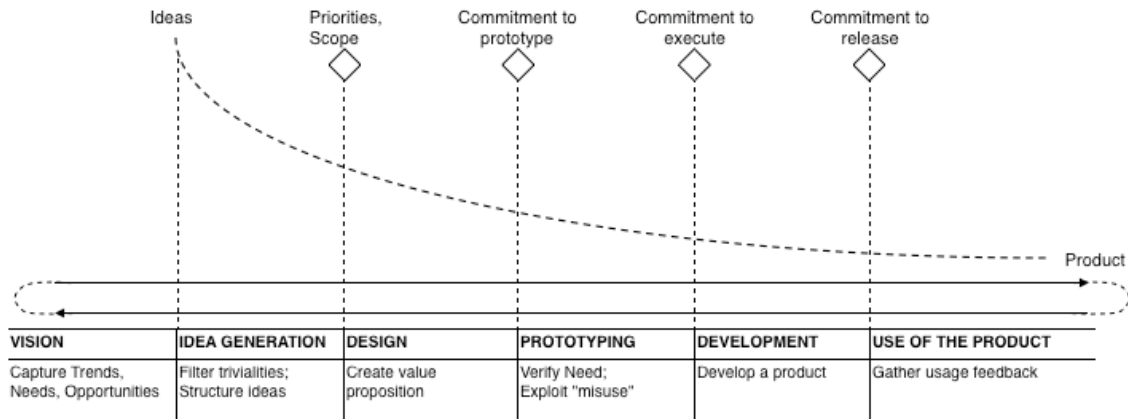 Ideas
Priorities,
Scope
Commitment to
prototype
Commitment to
execute
Commitment to
release
Product
VISION
IDEA GENERATION
DESIGN
PROTOTYPING
DEVELOPMENT
USE OF THE PRODUCT
Capture Trends,
Needs, Opportunities
Filter trivialities;
Structure ideas
Create value
proposition
Verify Need;
Exploit "misuse"
Develop a product
Gather usage feedback